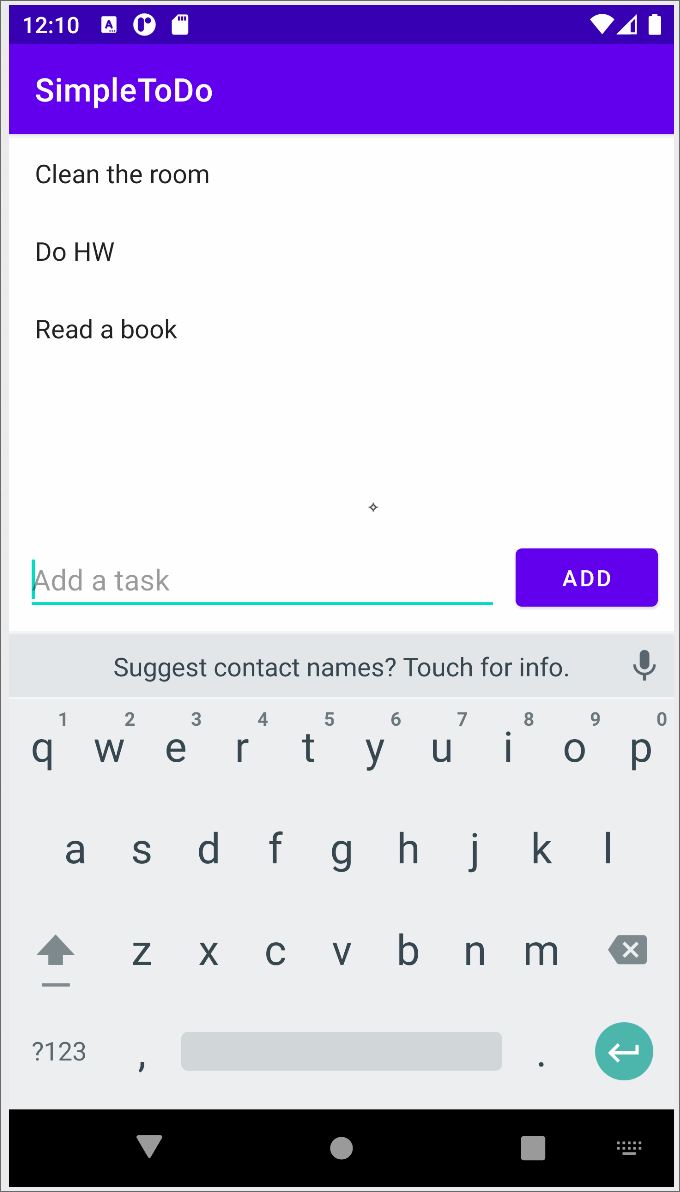 12:10 A
SimpleToDo
Clean the room
Do HW
Read a book
Add a task ADD
Suggest contact names? Touch for info.
1 2 3 4 5 6 7 8 9 0
q w e r t y u i o p
a s d f g h j k l
z x c v b n m
?123 , .